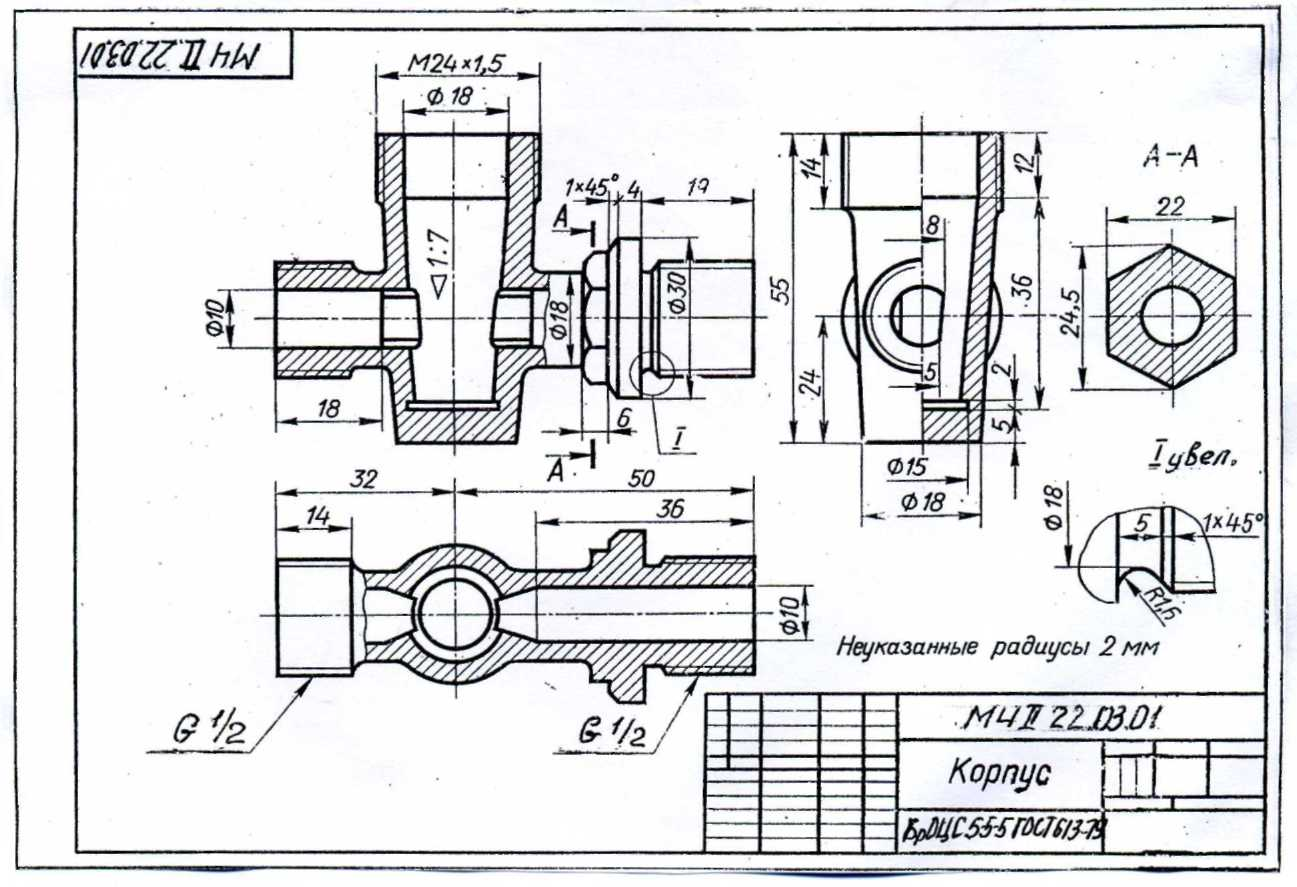 МЧ II 22.03.01
М24×1,5
Ф18
1×45°
4
19
А
◁1:7
Ф10
Ф18
Ф30
18
6
I
А
14
12
8
55
36
24
5
2
5
Ф15
Ф18
А-А
22
24,5
I увел.
Ф18
5
1×45°
R1,6
32
50
14
36
Ф10
G 1/2
G 1/2
Неуказанные радиусы 2 мм
МЧ II 22.03.01
Корпус
БрОЦС 5-5-5 ГОСТ 613-79